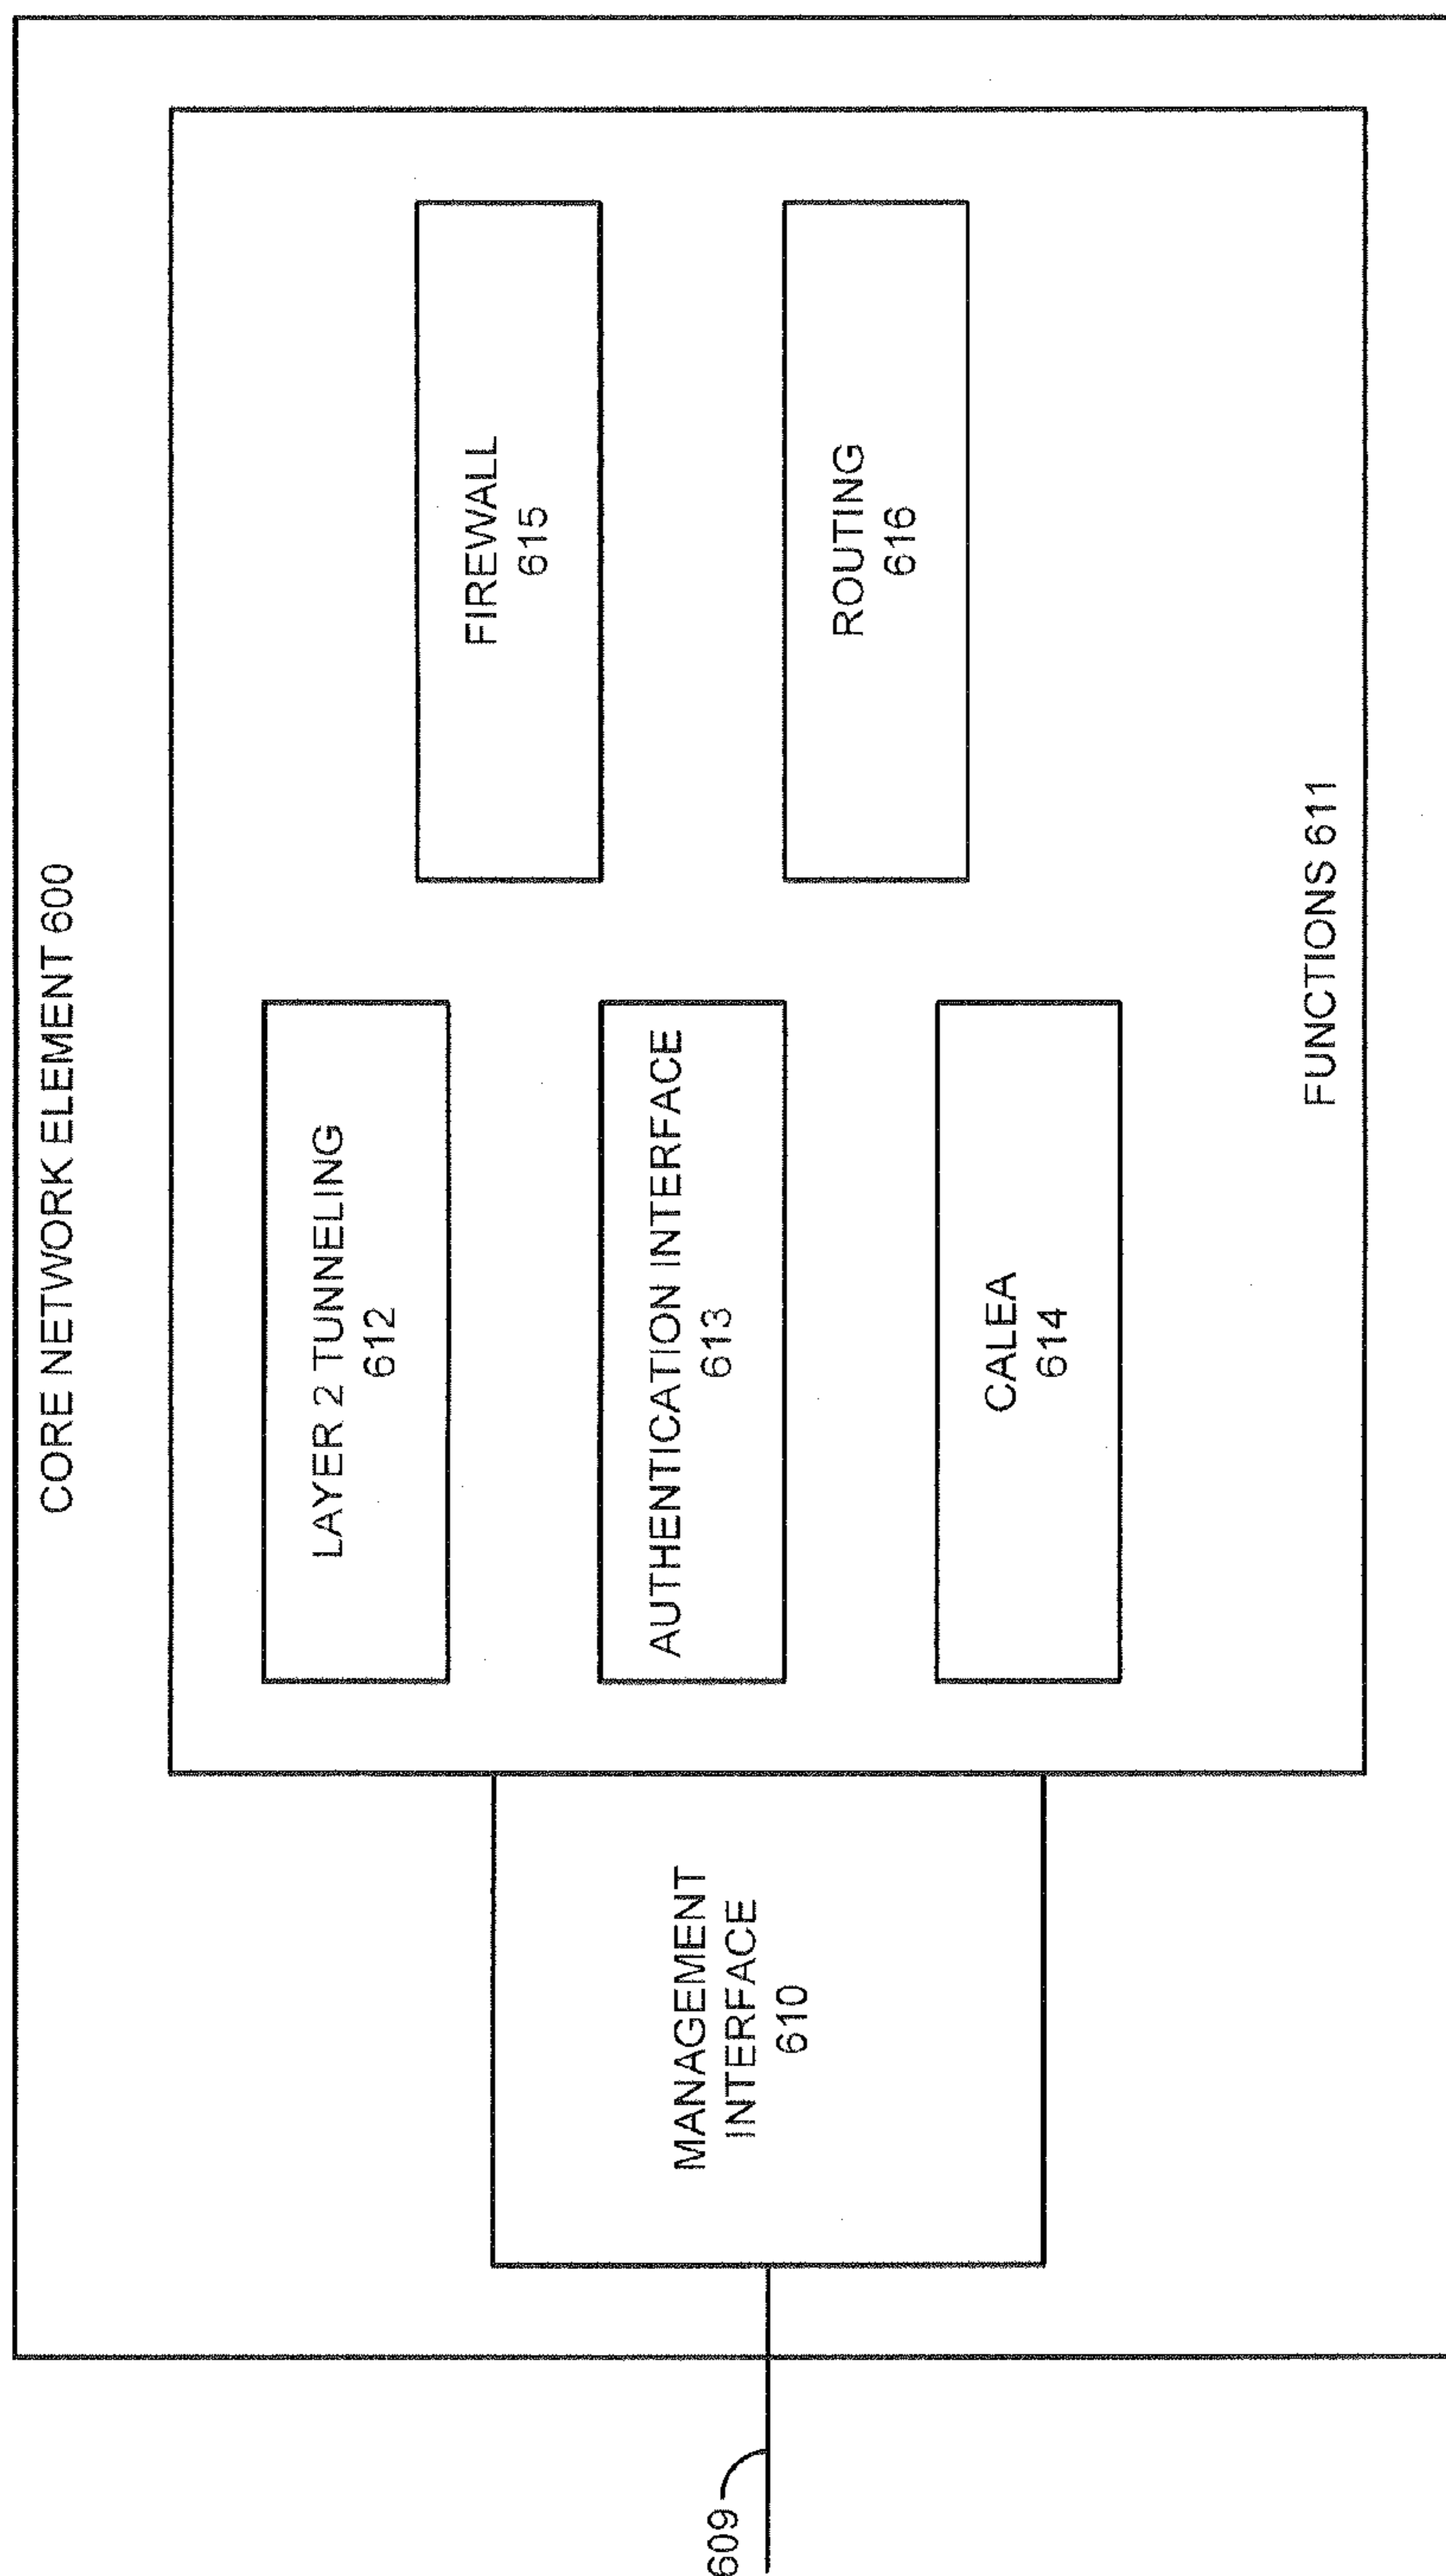 CORE NETWORK ELEMENT 600
LAYER 2 TUNNELING
612
FIREWALL
615
AUTHENTICATION INTERFACE
613
ROUTING
616
CALEA
614
FUNCTIONS 611
MANAGEMENT
INTERFACE
610
609